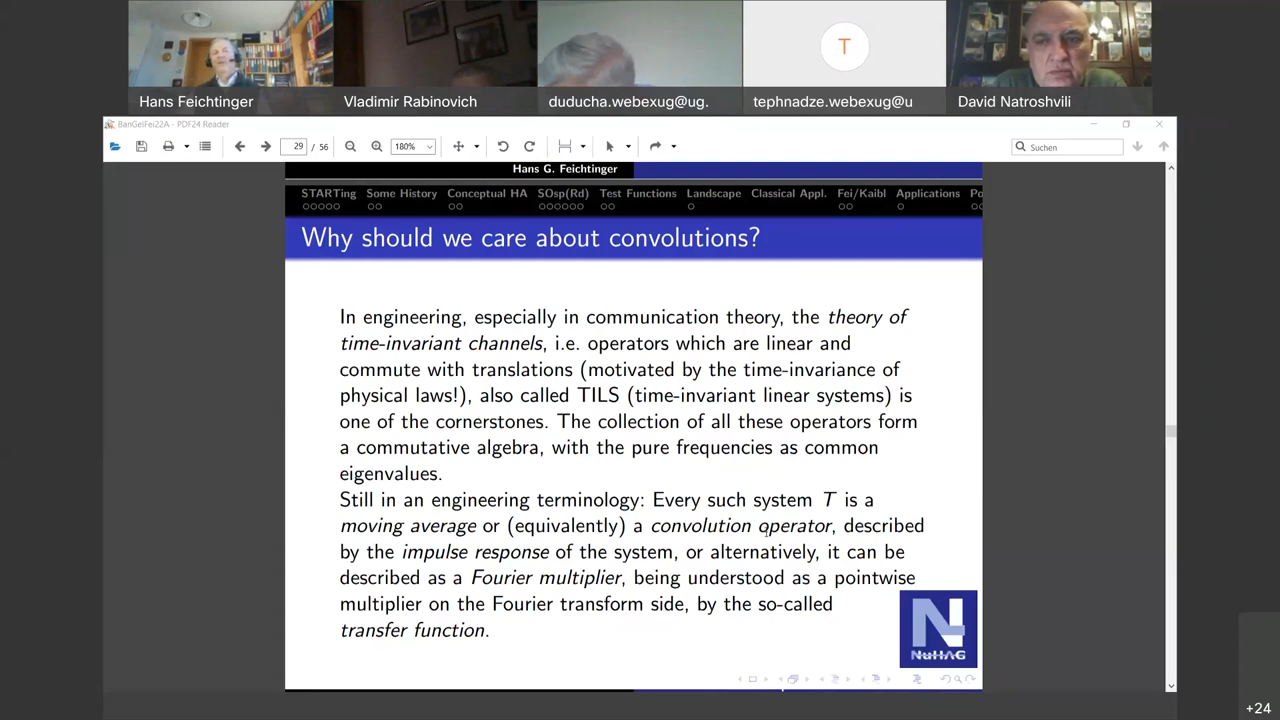 T
Hans Feichtinger
Vladimir Rabinovich
duducha.webexug@ug.
tephnadze.webexug@u
David Natroshvili
BanGelFei22A - PDF24 Reader
29 / 56
180%
Suchen
Hans G. Feichtinger
STARTing Some History Conceptual HA SOsp(Rd) Test Functions Landscape Classical Appl. Fei/Kaibl Applications Po
Why should we care about convolutions?
In engineering, especially in communication theory, the theory of
time-invariant channels, i.e. operators which are linear and
commute with translations (motivated by the time-invariance of
physical laws!), also called TILS (time-invariant linear systems) is
one of the cornerstones. The collection of all these operators form
a commutative algebra, with the pure frequencies as common
eigenvalues.
Still in an engineering terminology: Every such system T is a
moving average or (equivalently) a convolution operator, described
by the impulse response of the system, or alternatively, it can be
described as a Fourier multiplier, being understood as a pointwise
multiplier on the Fourier transform side, by the so-called
transfer function.
N
NuHAG
+24